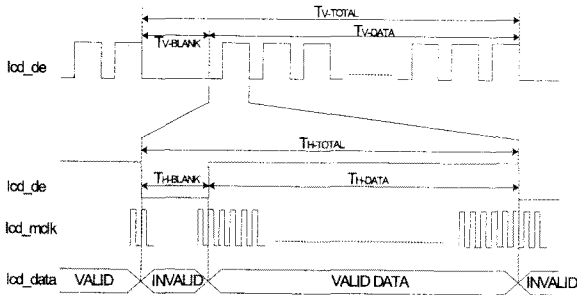 TV-TOTAL
TV-BLANK TV-DATA
lcd_de
TH-TOTAL
TH-BLANK TH-DATA
lcd_de
lcd_mclk
lcd_data VALID INVALID VALID DATA INVALID